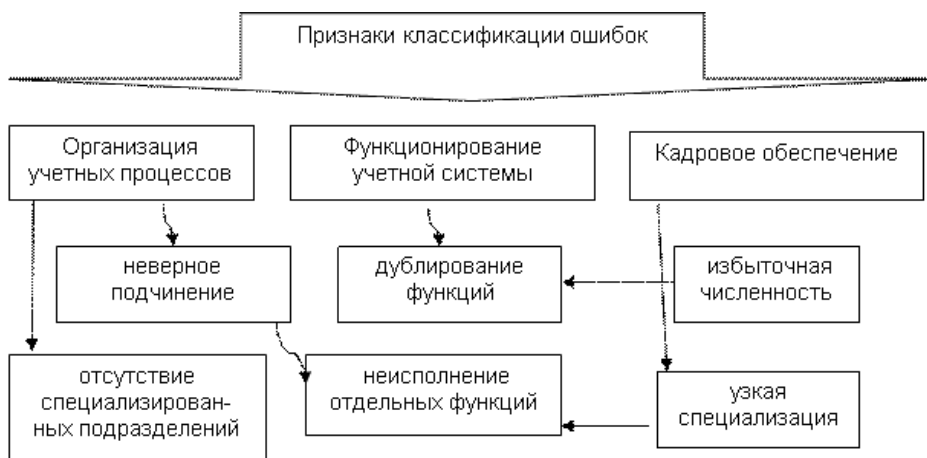 Признаки классификации ошибок
Организация
учетных процессов
Функционирование
учетной системы
Кадровое обеспечение
неверное
подчинение
дублирование
функций
избыточная
численность
отсутствие
специализирован-
ных подразделений
неисполнение
отдельных функций
узкая
специализация